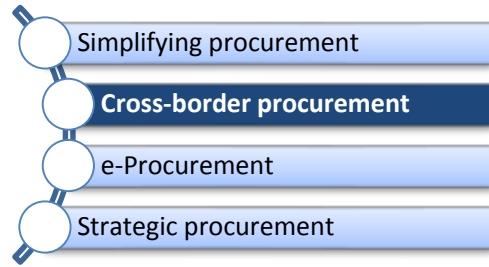 Simplifying procurement
Cross-border procurement
e-Procurement
Strategic procurement